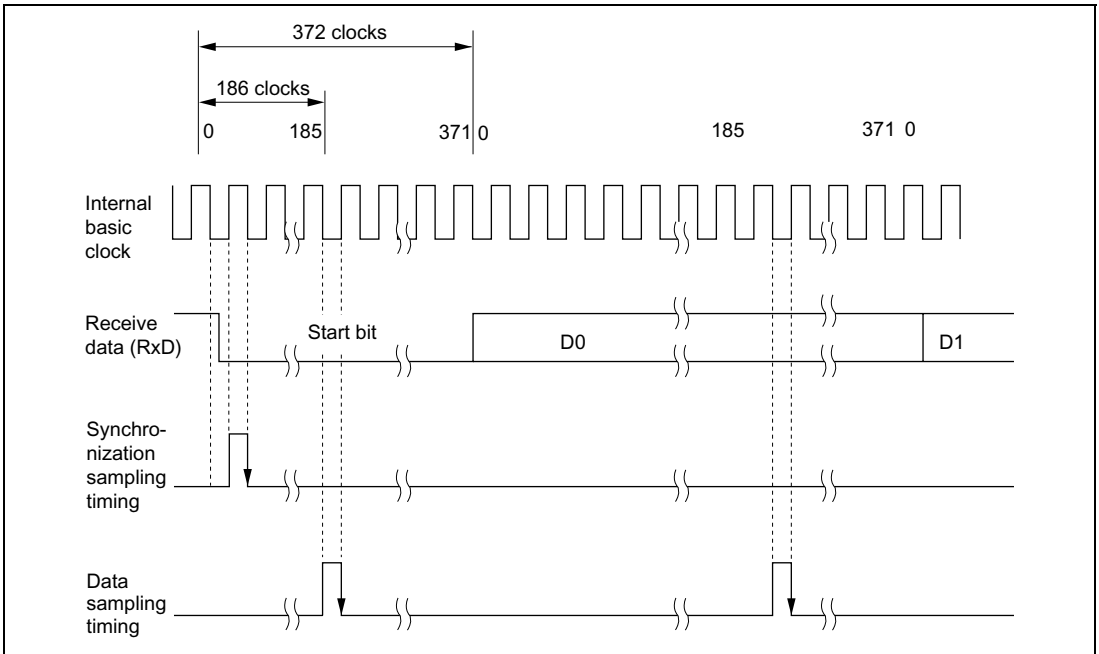 372 clocks
186 clocks
0 185 371 0 185 371 0
Internal
basic
clock
Receive
data (RxD)
Start bit D0 D1
Synchro-
nization
sampling
timing
Data
sampling
timing